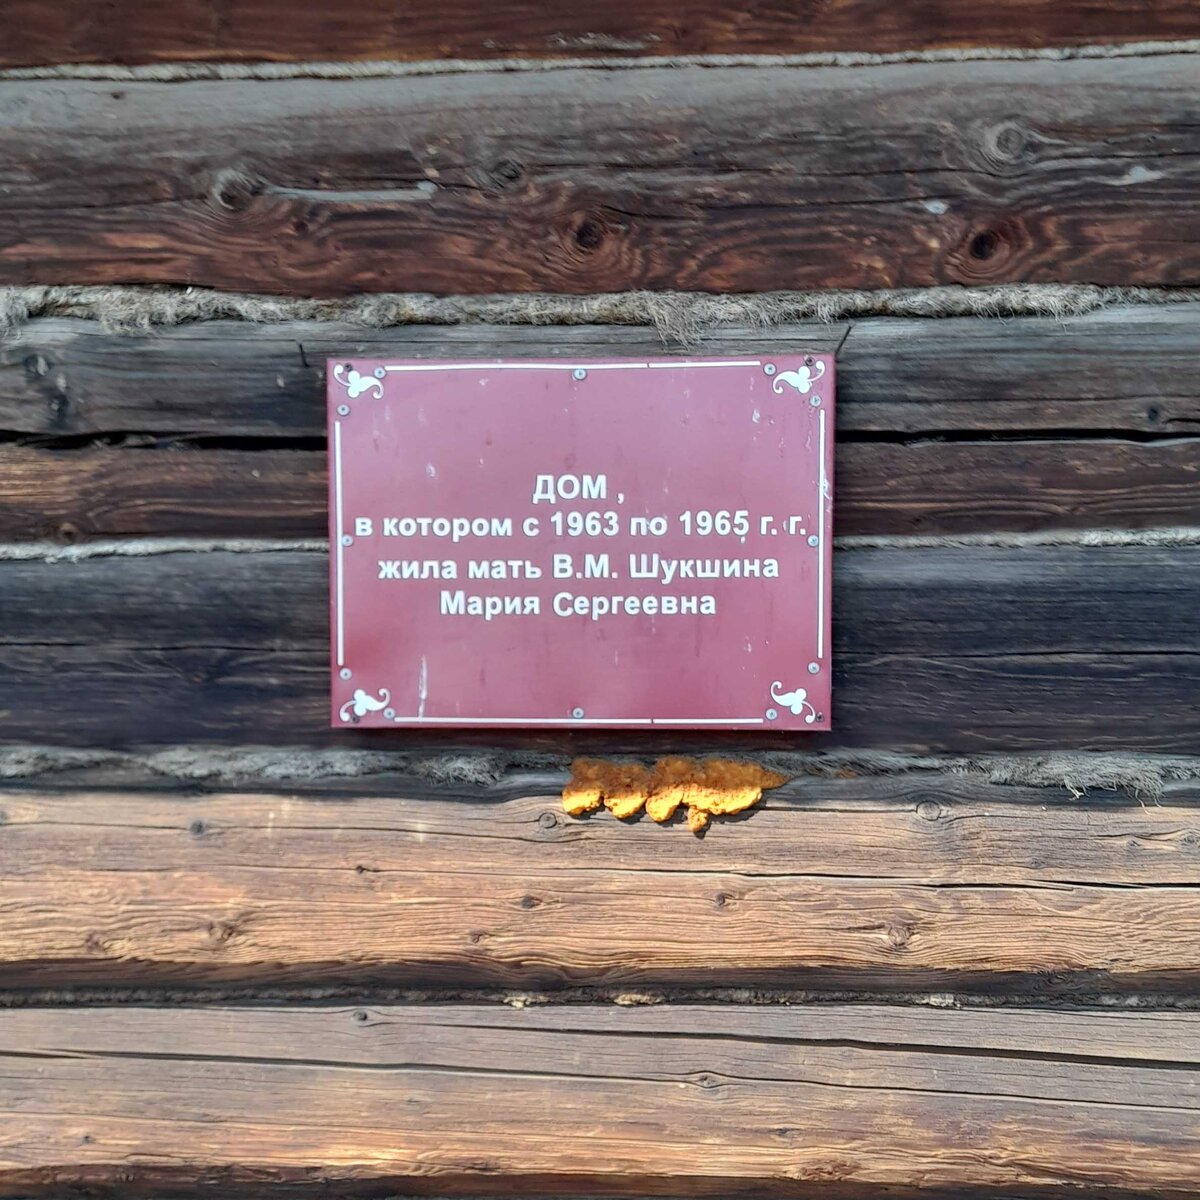 ДОМ ,
в котором с 1963 по 1965 г. г.
жила мать В.М. Шукшина
Мария Сергеевна